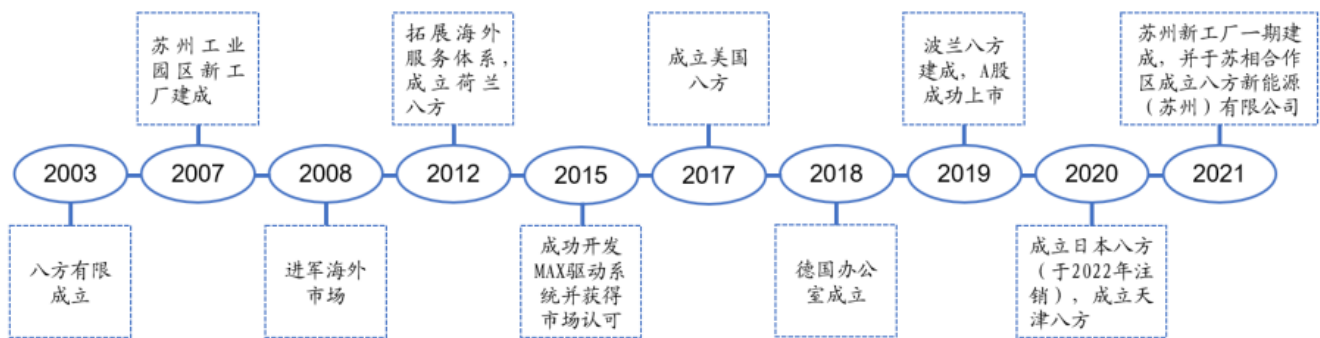 苏州工业
园区新工
厂建成
拓展海外
服务体系，
成立荷兰
八方
成立美国
八方
波兰八方
建成，A股
成功上市
苏州新工厂一期建
成，并于苏相合作
区成立八方新能源
（苏州）有限公司
2003
2007
2008
2012
2015
2017
2018
2019
2020
2021
八方有限
成立
进军海外
市场
成功开发
MAX驱动系
统并获得
市场认可
德国办公
室成立
成立日本八方
（于2022年注
销），成立天
津八方